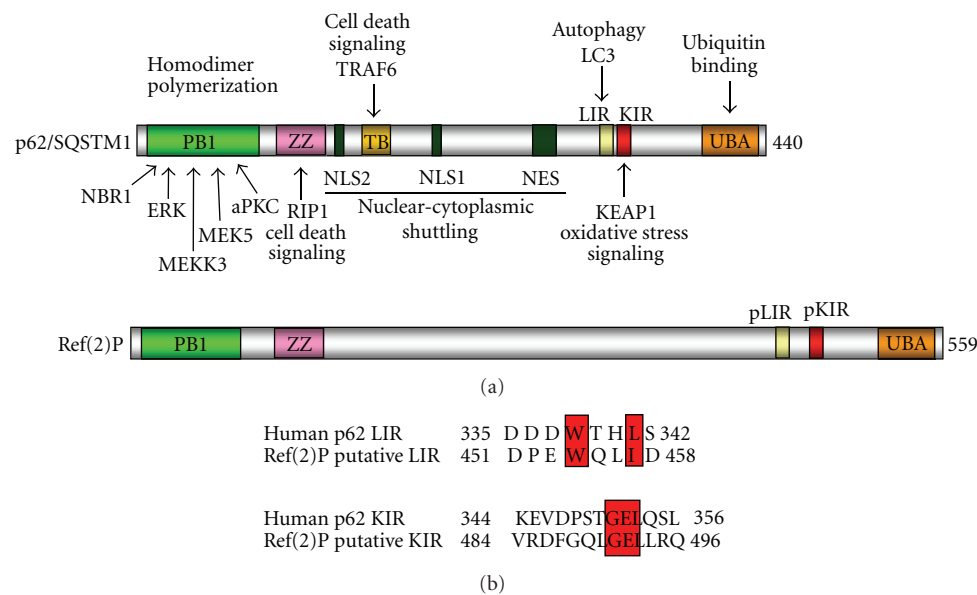 Cell death
signaling
TRAF6
Autophagy
LC3
Ubiquitin
binding
Homodimer
polymerization
LIR KIR
p62/SQSTM1 PB1 ZZ TB UBA 440
NLS2 NLS1 NES
Nuclear-cytoplasmic
shuttling
NBR1
ERK
MEKK3
MEK5
aPKC
RIP1
cell death
signaling
KEAP1
oxidative stress
signaling
pLIR pKIR
Ref(2)P PB1 ZZ UBA 559
(a)
Human p62 LIR 335 D D D W T H L S 342
Ref(2)P putative LIR 451 D P E W Q L I D 458
Human p62 KIR 344 KEVDPSTGELQSL 356
Ref(2)P putative KIR 484 VRDFGQLGELLRQ 496
(b)